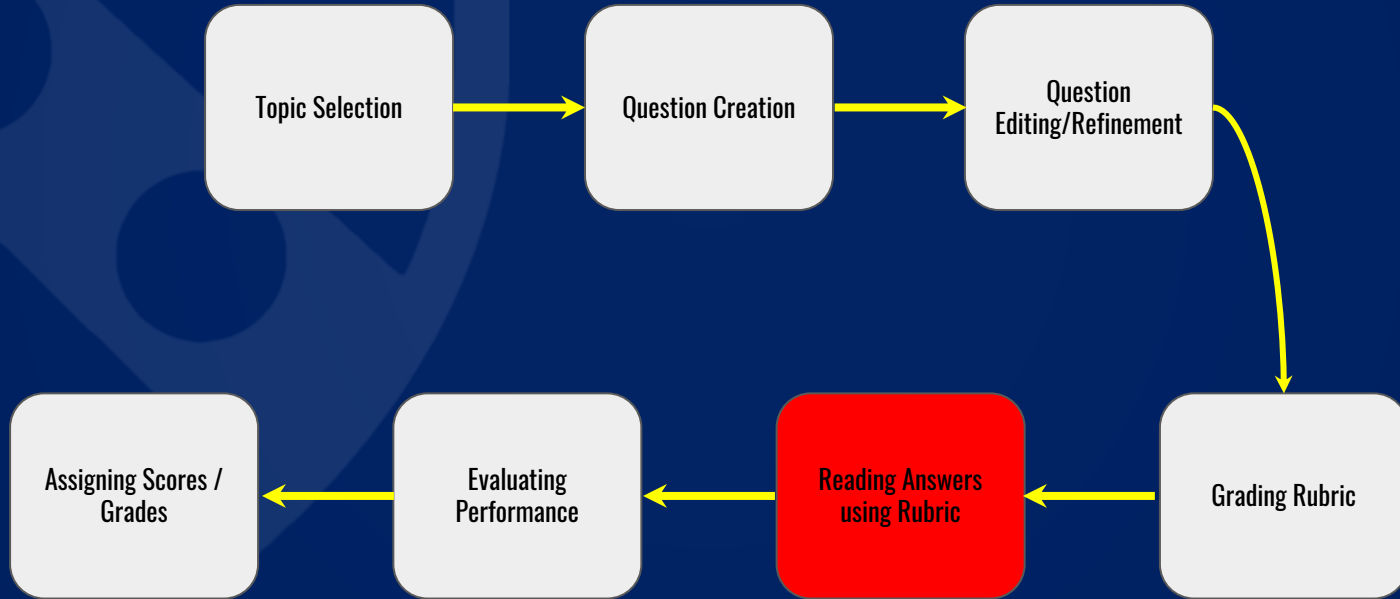 Topic Selection
Question Creation
Question
Editing/Refinement
Grading Rubric
Reading Answers
using Rubric
Evaluating
Performance
Assigning Scores /
Grades